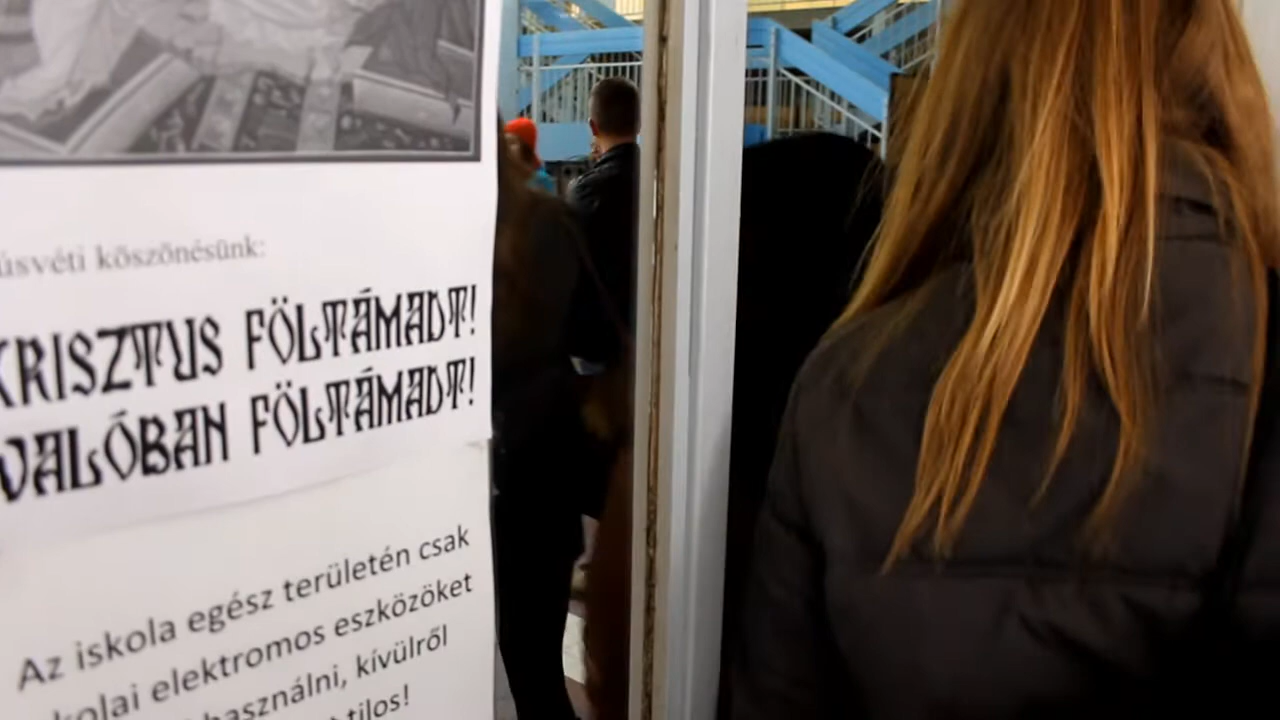 úsvéti köszönésünk:
KRISZTUS FÖLTÁMADT!
VALÓBAN FÖLTÁMADT!
Az iskola egész területén csak
kolai elektromos eszközöket
használni, kívülről
tilos!